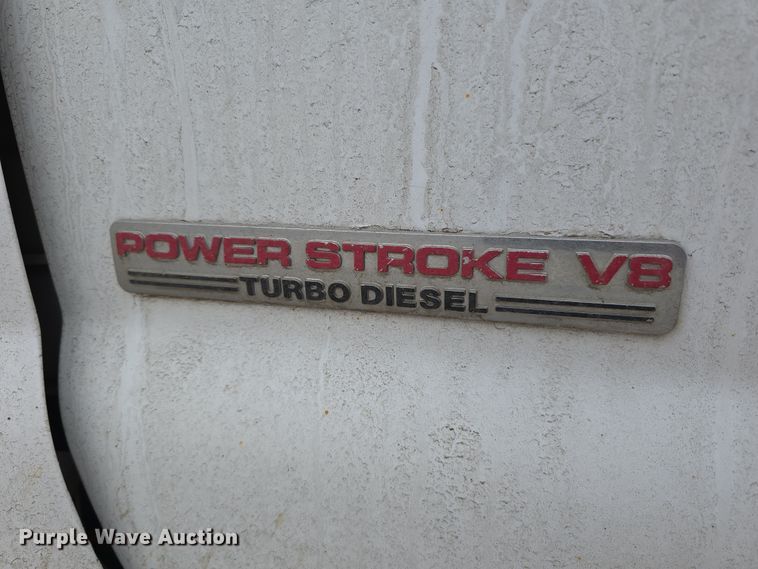 POWER STROKE V8
TURBO DIESEL
Purple Wave Auction